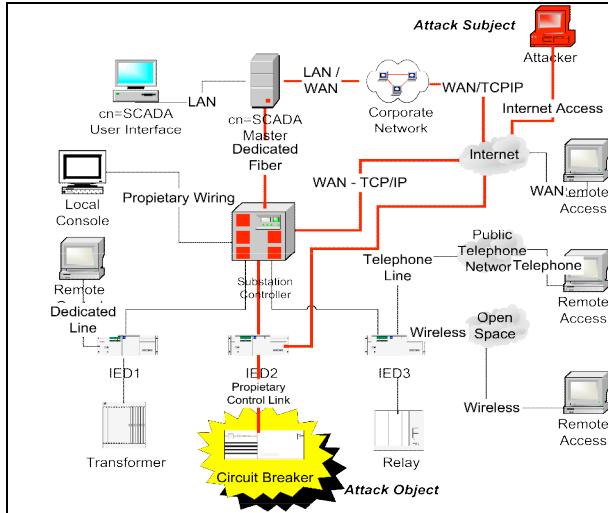 Attack Subject
Attacker
LAN /
WAN
WAN/TCPIP
Internet Access
LAN
cn=SCADA
User Interface
cn=SCADA
Master
Corporate
Network
Dedicated
Fiber
Internet
WAN - TCP/IP
WAN
Remote
Access
Propietary Wiring
Local
Console
Public
Telephone
Networ
Telephone
Telephone
Line
Substation
Controller
Remote
Dedicated
Line
Remote
Access
Open
Space
Wireless
IED1
IED2
IED3
Propietary
Control Link
Wireless
Remote
Access
Transformer
Circuit Breaker
Relay
Attack Object